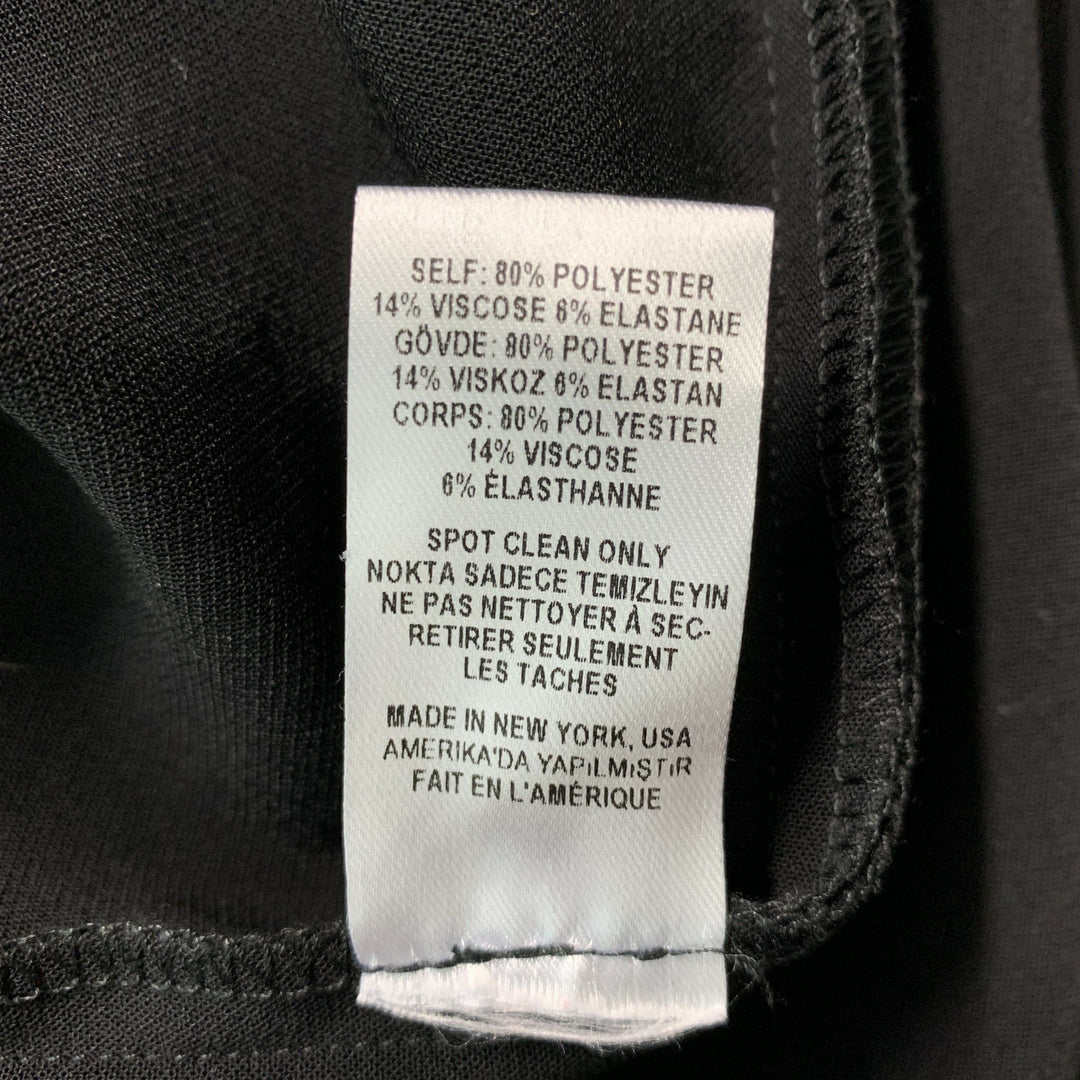 SELF: 80% POLYESTER
14% VISCOSE 6% ELASTANE
GÖVDE: 80% POLYESTER
14% VISKOZ 6% ELASTAN
CORPS: 80% POLYESTER
14% VISCOSE
6% ÉLASTHANNE
SPOT CLEAN ONLY
NOKTA SADECE TEMIZLEYIN
NE PAS NETTOYER À SEC-
RETIRER SEULEMENT
LES TACHES
MADE IN NEW YORK, USA
AMERIKA'DA YAPıLMıŞTıR
FAIT EN L'AMÉRIQUE